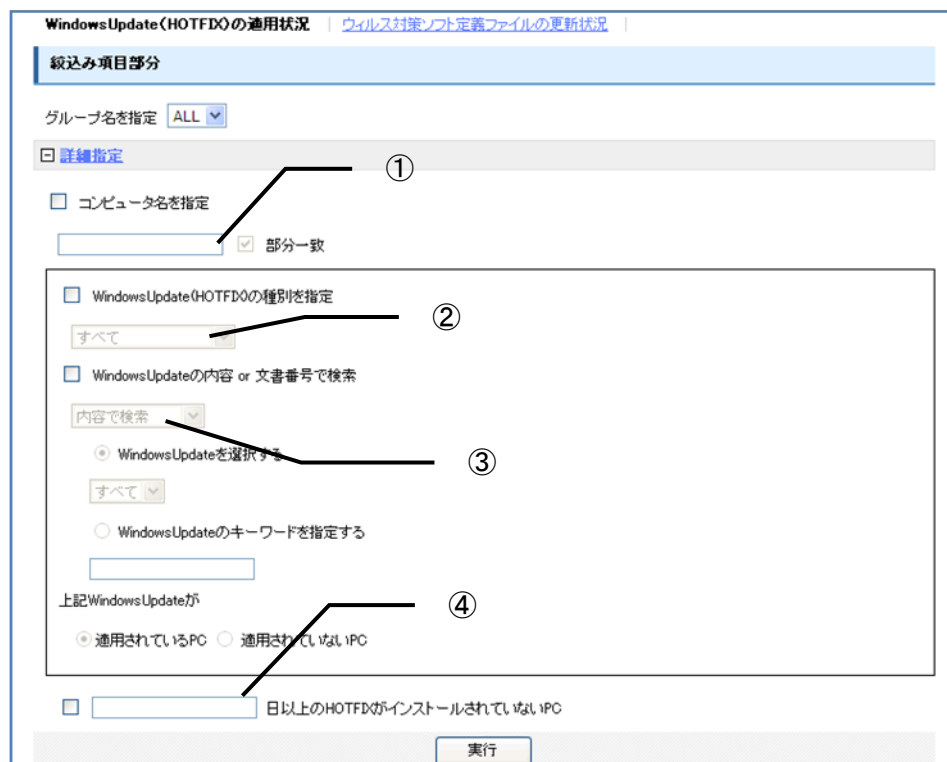 WindowsUpdate(HOTFIX)の適用状況 | ウィルス対策ソフト定義ファイルの更新状況 |
絞込み項目部分
グループ名を指定 ALL
詳細指定
①
コンピュータ名を指定
部分一致
WindowsUpdate(HOTFIX)の種別を指定
②
すべて
WindowsUpdateの内容 or 文書番号で検索
内容で検索
WindowsUpdateを選択する
③
すべて
WindowsUpdateのキーワードを指定する
上記WindowsUpdateが
④
適用されているPC 適用されていないPC
日以上のHOTFIXがインストールされていないPC
実行